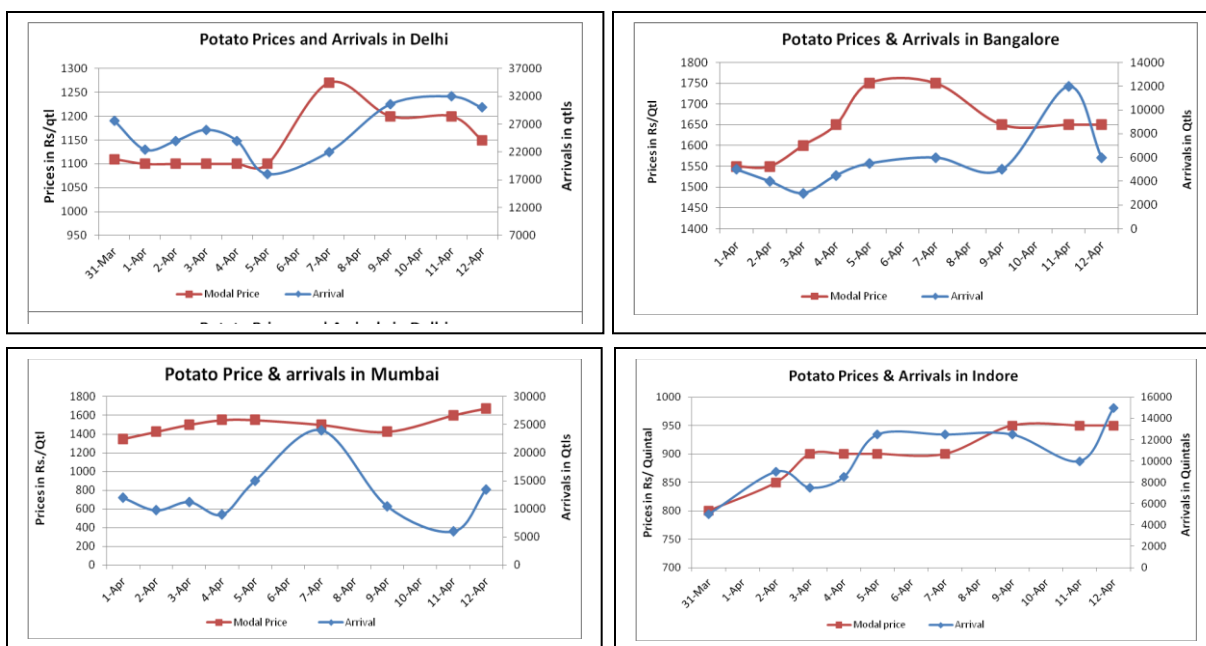 Potato Prices and Arrivals in Delhi
Prices in Rs/qtl
1300
1250
1200
1150
1100
1050
1000
950
37000
32000
27000
22000
17000
12000
7000
Arrivals in qtls
31-Mar
1-Apr
2-Apr
3-Apr
4-Apr
5-Apr
6-Apr
7-Apr
8-Apr
9-Apr
10-Apr
11-Apr
12-Apr
Modal Price
Arrival
Potato Prices & Arrivals in Bangalore
Prices in Rs/Qtl
1800
1750
1700
1650
1600
1550
1500
1450
1400
14000
12000
10000
8000
6000
4000
2000
0
Arrivals in Qtls
1-Apr
2-Apr
3-Apr
4-Apr
5-Apr
6-Apr
7-Apr
8-Apr
9-Apr
10-Apr
11-Apr
12-Apr
Modal Price
Arrival
Potato Price & arrivals in Mumbai
Prices in Rs./Qtl
1800
1600
1400
1200
1000
800
600
400
200
0
30000
25000
20000
15000
10000
5000
0
Arrivals in Qtls
1-Apr
2-Apr
3-Apr
4-Apr
5-Apr
6-Apr
7-Apr
8-Apr
9-Apr
10-Apr
11-Apr
12-Apr
Modal Price
Arrival
Potato Prices & Arrivals in Indore
Prices in Rs/ Quintal
1000
950
900
850
800
750
700
16000
14000
12000
10000
8000
6000
4000
2000
0
Arrivals in Quintals
31-Mar
1-Apr
2-Apr
3-Apr
4-Apr
5-Apr
6-Apr
7-Apr
8-Apr
9-Apr
10-Apr
11-Apr
12-Apr
Modal price
Arrival